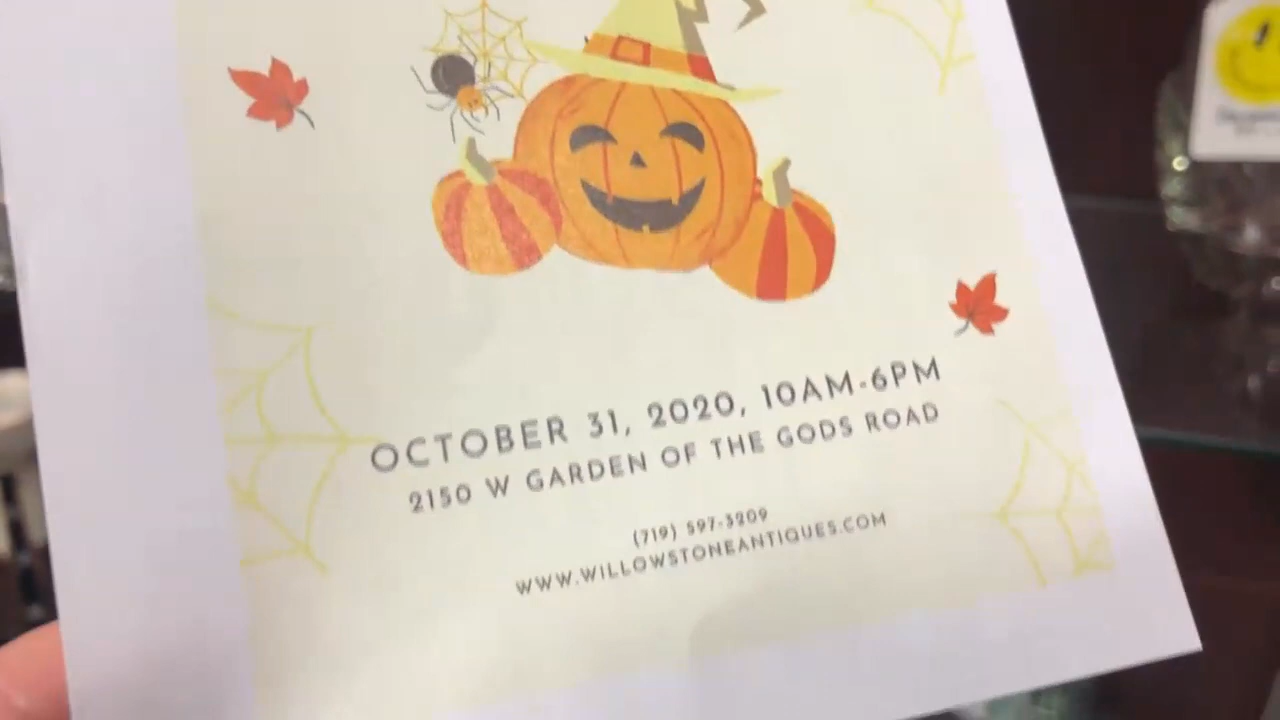 OCTOBER 31, 2020, 10AM-6PM
2150 W GARDEN OF THE GODS ROAD
(719) 597-3209
WWW.WILLOWSTONEANTIQUES.COM